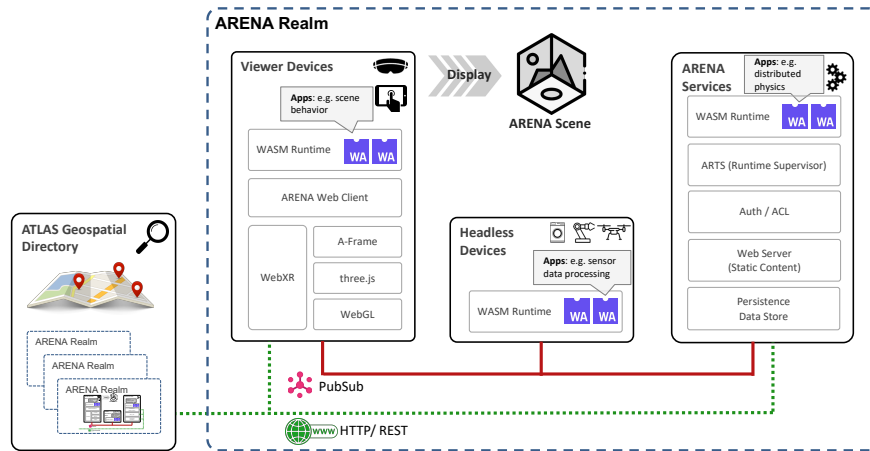 ARENA Realm
Viewer Devices
Apps: e.g. scene
behavior
WASM Runtime
WA WA
ARENA Web Client
WebXR
A-Frame
three.js
WebGL
Display
ARENA Scene
ARENA
Services
Apps: e.g.
distributed
physics
WASM Runtime
WA WA
ARTS (Runtime Supervisor)
Auth / ACL
Web Server
(Static Content)
Persistence
Data Store
Headless
Devices
Apps: e.g. sensor
data processing
WASM Runtime
WA WA
ATLAS Geospatial
Directory
ARENA Realm
ARENA Realm
ARENA Realm
PubSub
www HTTP/ REST